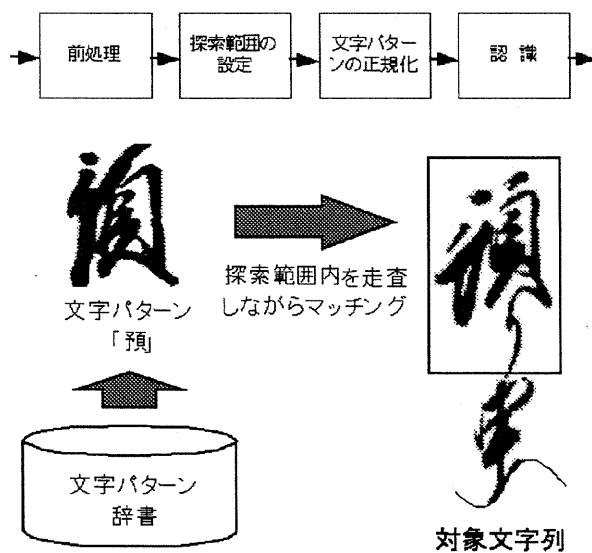 前処理
探索範囲の
設定
文字パター
ンの正規化
認 識
文字パターン
「預」
探索範囲内を走査
しながらマッチング
文字パターン
辞書
対象文字列